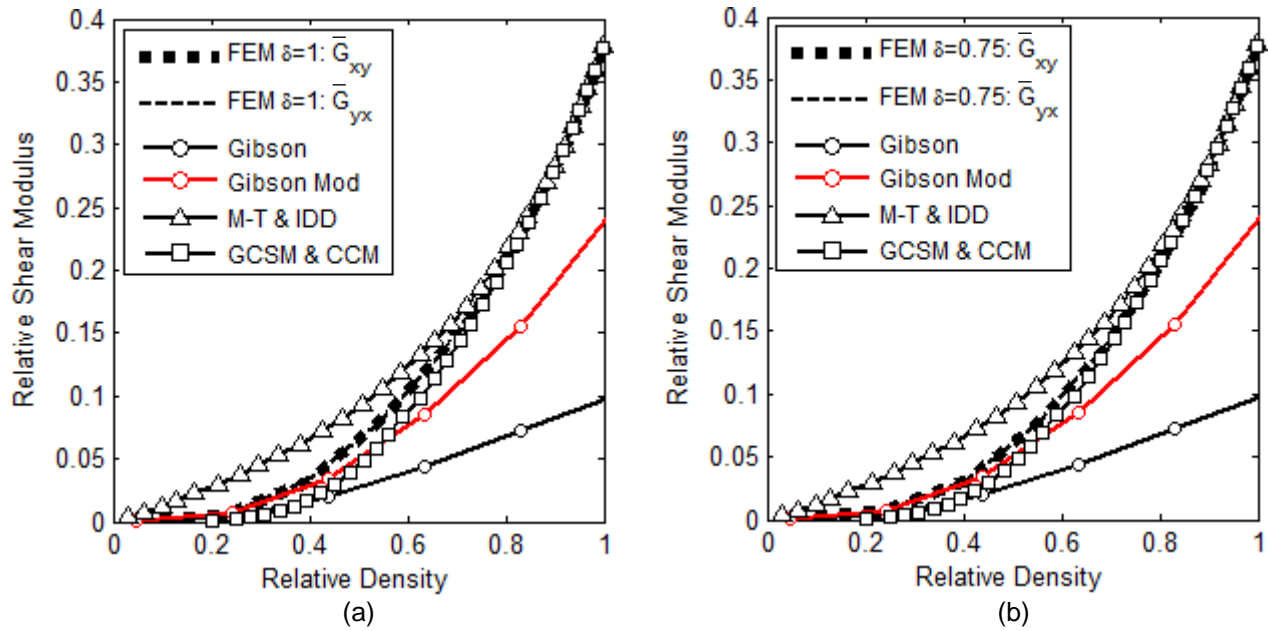 0.4
0.35
0.3
0.25
0.2
0.15
0.1
0.05
0
Relative Shear Modulus
FEM δ=1: G̅xy
FEM δ=1: G̅yx
Gibson
Gibson Mod
M-T & IDD
GCSM & CCM
0 0.2 0.4 0.6 0.8 1
Relative Density
(a)
0.4
0.35
0.3
0.25
0.2
0.15
0.1
0.05
0
Relative Shear Modulus
FEM δ=0.75: G̅xy
FEM δ=0.75: G̅yx
Gibson
Gibson Mod
M-T & IDD
GCSM & CCM
0 0.2 0.4 0.6 0.8 1
Relative Density
(b)